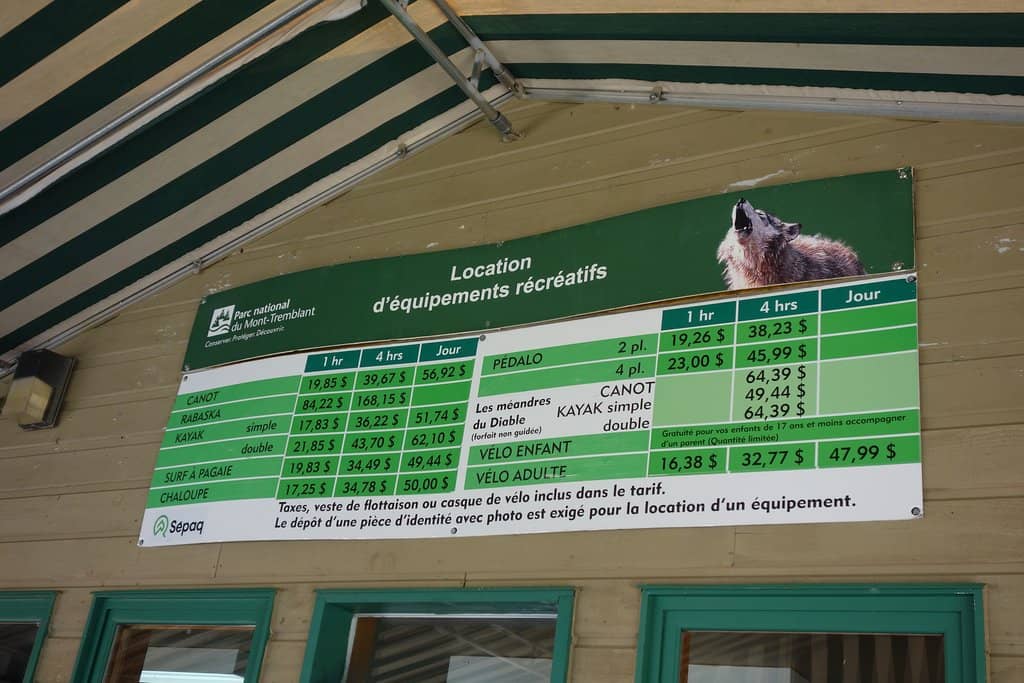 Location
d'équipements récréatifs
Parc national
du Mont-Tremblant
Conserver. Protéger. Découvrir.
1 hr 4 hrs Jour
CANOT 19,85 $ 39,67 $ 56,92 $
RABASKA 84,22 $ 168,15 $
KAYAK simple 17,83 $ 36,22 $ 51,74 $
double 21,85 $ 43,70 $ 62,10 $
SURF À PAGAIE 19,83 $ 34,49 $ 49,44 $
CHALOUPE 17,25 $ 34,78 $ 50,00 $
1 hr 4 hrs Jour
PÉDALO 2 pl. 19,26 $ 38,23 $
4 pl. 23,00 $ 45,99 $
Les méandres CANOT 64,39 $
du Diable KAYAK simple 49,44 $
(forfait non guidée) double 64,39 $
VELO ENFANT Gratuité pour vos enfants de 17 ans et moins accompagner
d'un parent (Quantité limitée)
VÉLO ADULTE 16,38 $ 32,77 $ 47,99 $
Taxes, veste de flottaison ou casque de vélo inclus dans le tarif.
Le dépôt d'une pièce d'identité avec photo est exigé pour la location d'un équipement.
Sépaq